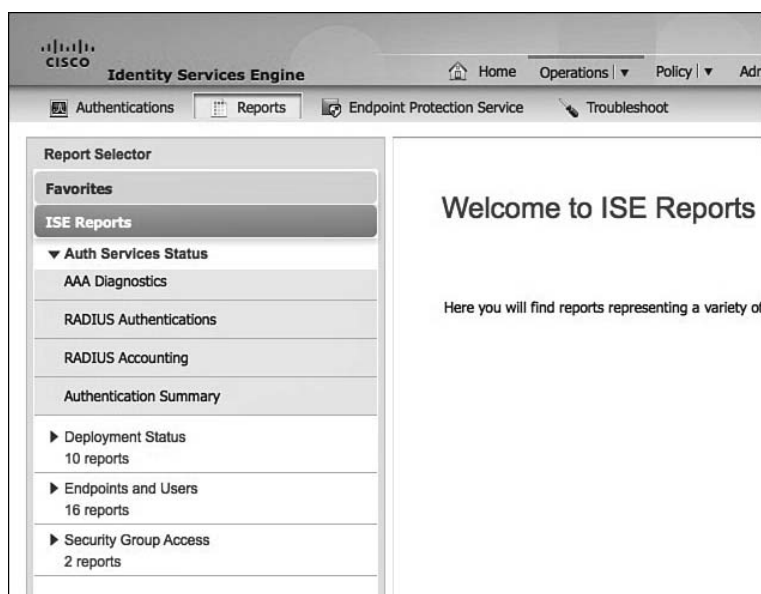 CISCO
Identity Services Engine
Home Operations | ▼ Policy | ▼ Adr
Authentications Reports Endpoint Protection Service Troubleshoot
Report Selector
Favorites
ISE Reports
▼ Auth Services Status
AAA Diagnostics
RADIUS Authentications
RADIUS Accounting
Authentication Summary
▶ Deployment Status
10 reports
▶ Endpoints and Users
16 reports
▶ Security Group Access
2 reports
Welcome to ISE Reports
Here you will find reports representing a variety of